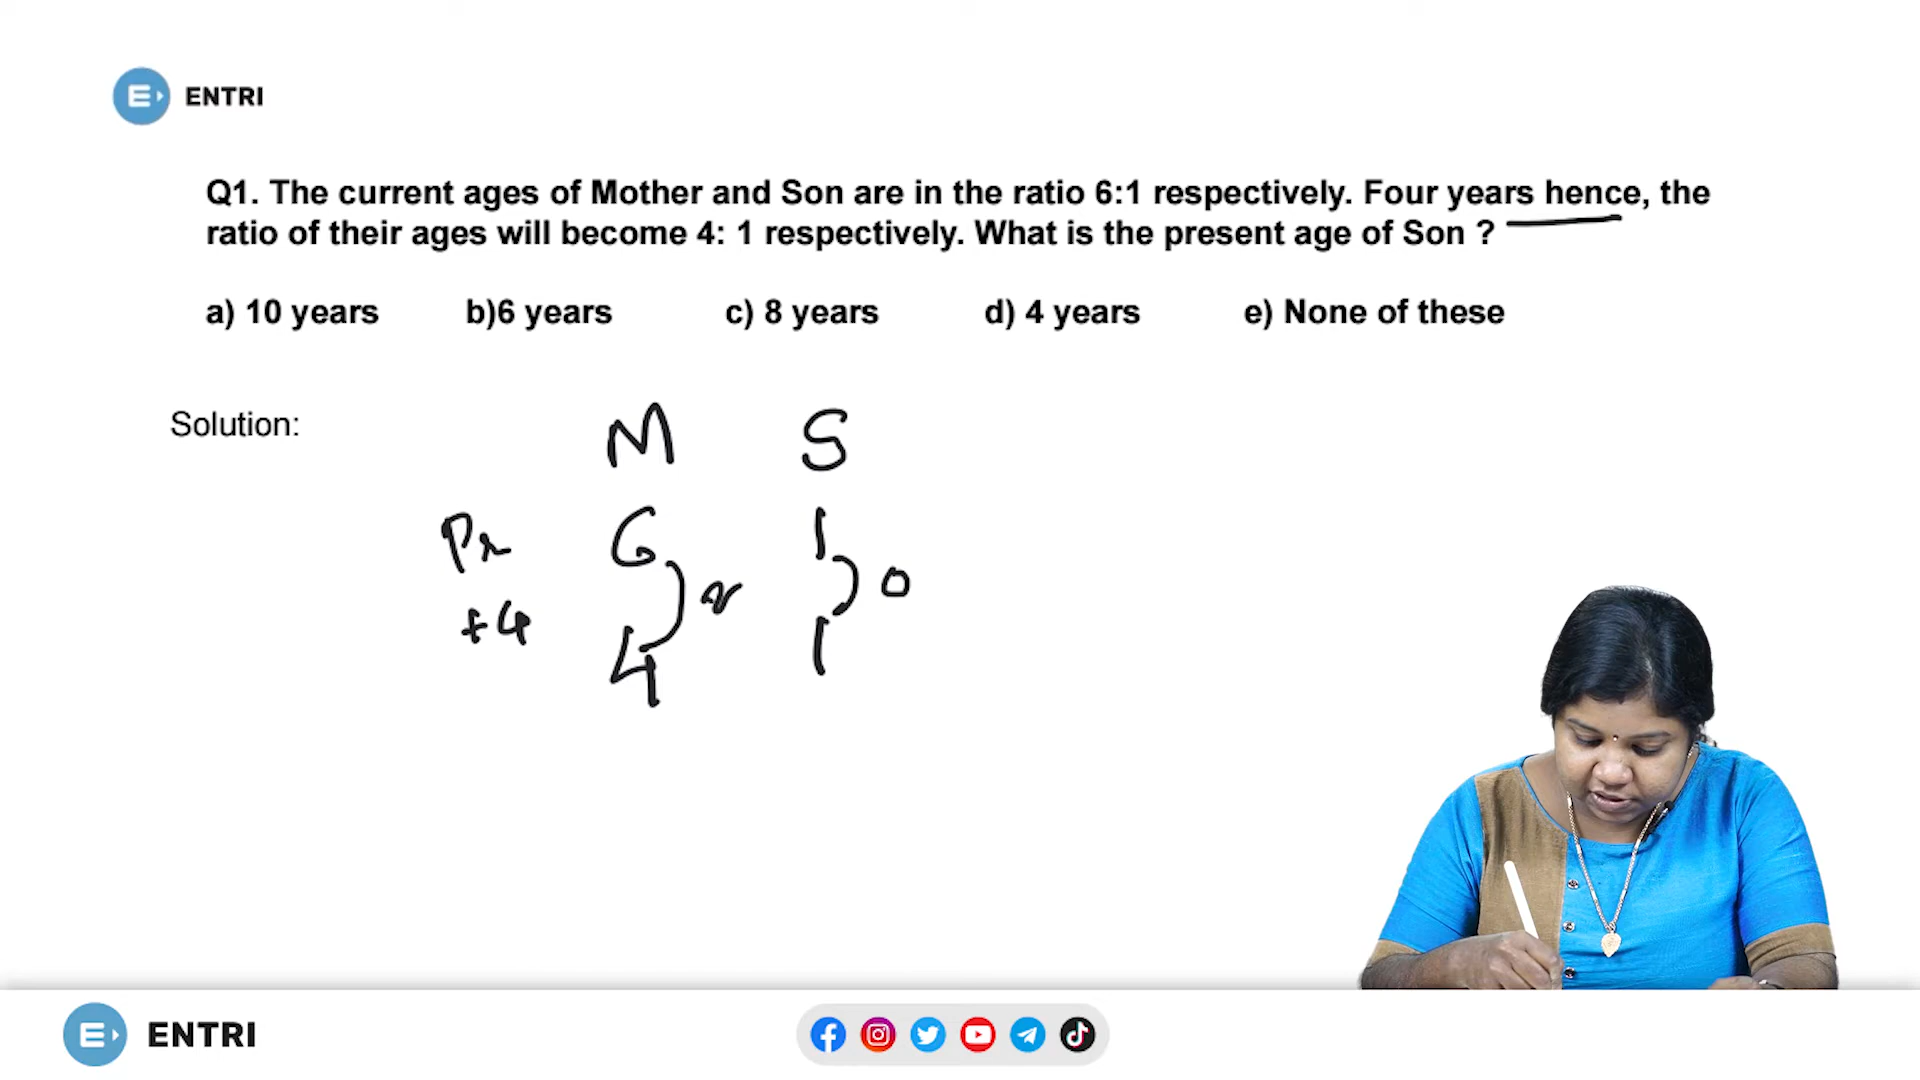 ENTRI
Q1. The current ages of Mother and Son are in the ratio 6:1 respectively. Four years hence, the
ratio of their ages will become 4: 1 respectively. What is the present age of Son ?
a) 10 years b)6 years c) 8 years d) 4 years e) None of these
Solution:
M S
Pr 6 1
2 0
+4 4 1
ENTRI